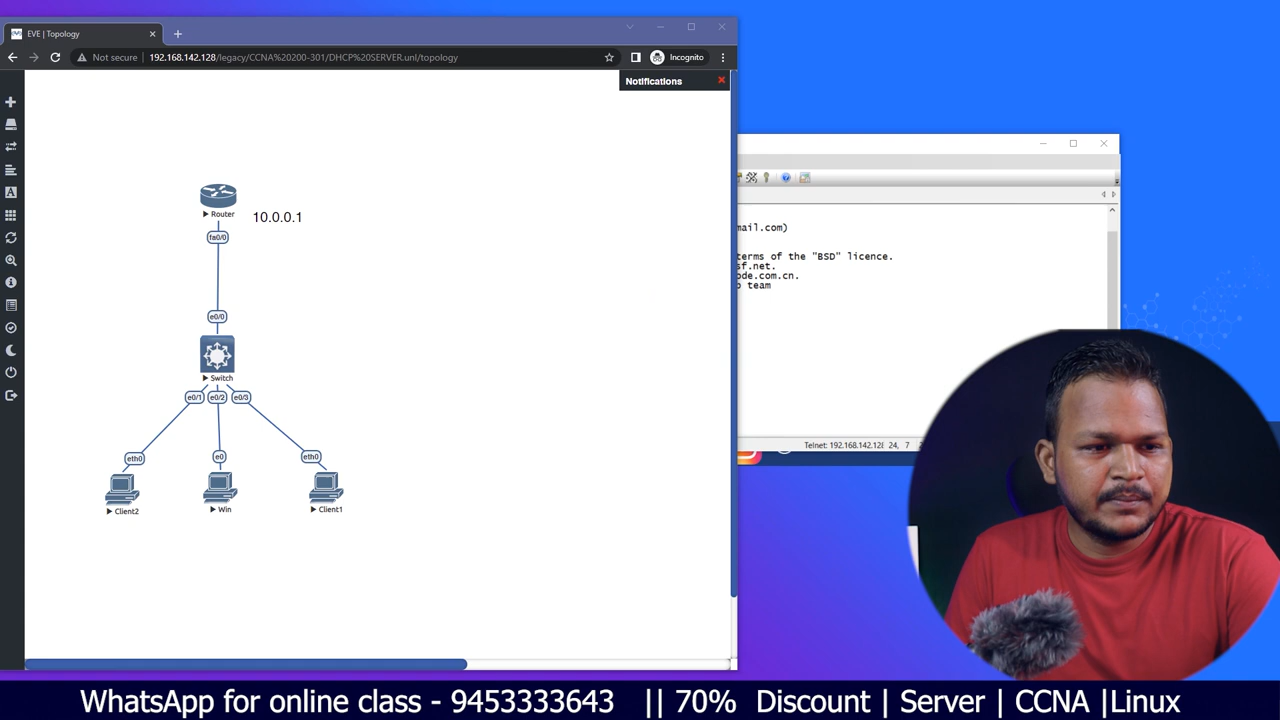 EVE | Topology
Not secure
192.168.142.128/legacy/CCNA%20200-301/DHCP%20SERVER.unl/topology
Incognito
Notifications
Router
10.0.0.1
fa0/0
e0/0
Switch
e0/1
e0/2
e0/3
eth0
e0
eth0
Client2
Win
Client1
mail.com)
terms of the "BSD" licence.
sf.net.
ode.com.cn.
team
Telnet: 192.168.142.128 24, 7
WhatsApp for online class - 9453333643 || 70% Discount | Server | CCNA |Linux